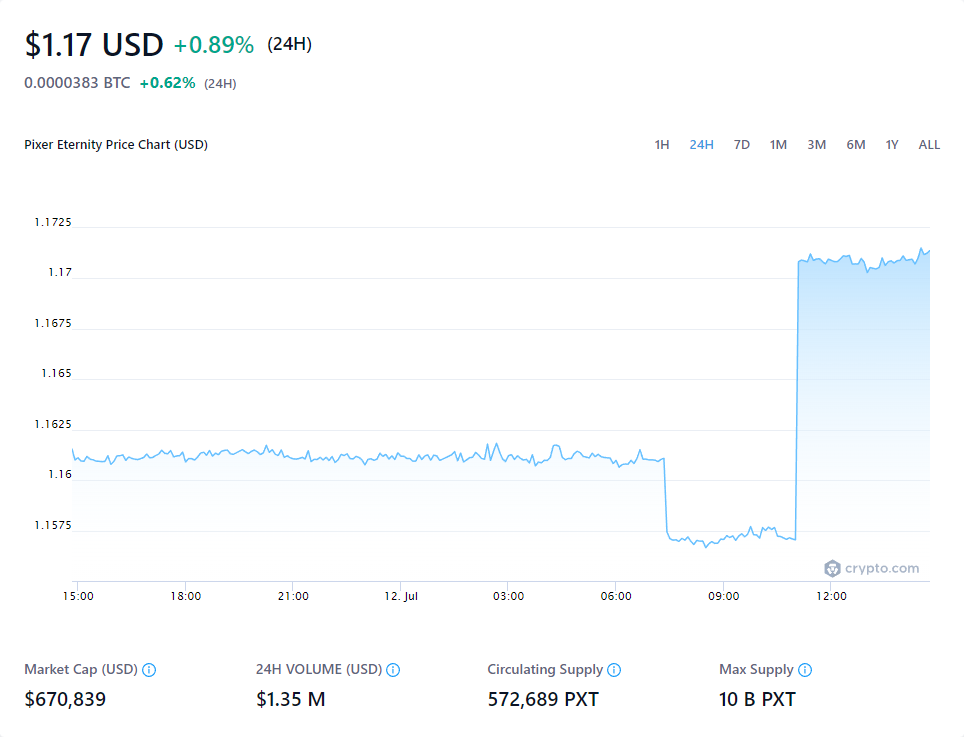 $1.17 USD +0.89% (24H)
0.0000383 BTC +0.62% (24H)
Pixer Eternity Price Chart (USD) 1H 24H 7D 1M 3M 6M 1Y ALL
1.1725
1.17
1.1675
1.165
1.1625
1.16
1.1575
crypto.com
15:00 18:00 21:00 12. Jul 03:00 06:00 09:00 12:00
Market Cap (USD) 24H VOLUME (USD) Circulating Supply Max Supply
$670,839 $1.35 M 572,689 PXT 10 B PXT